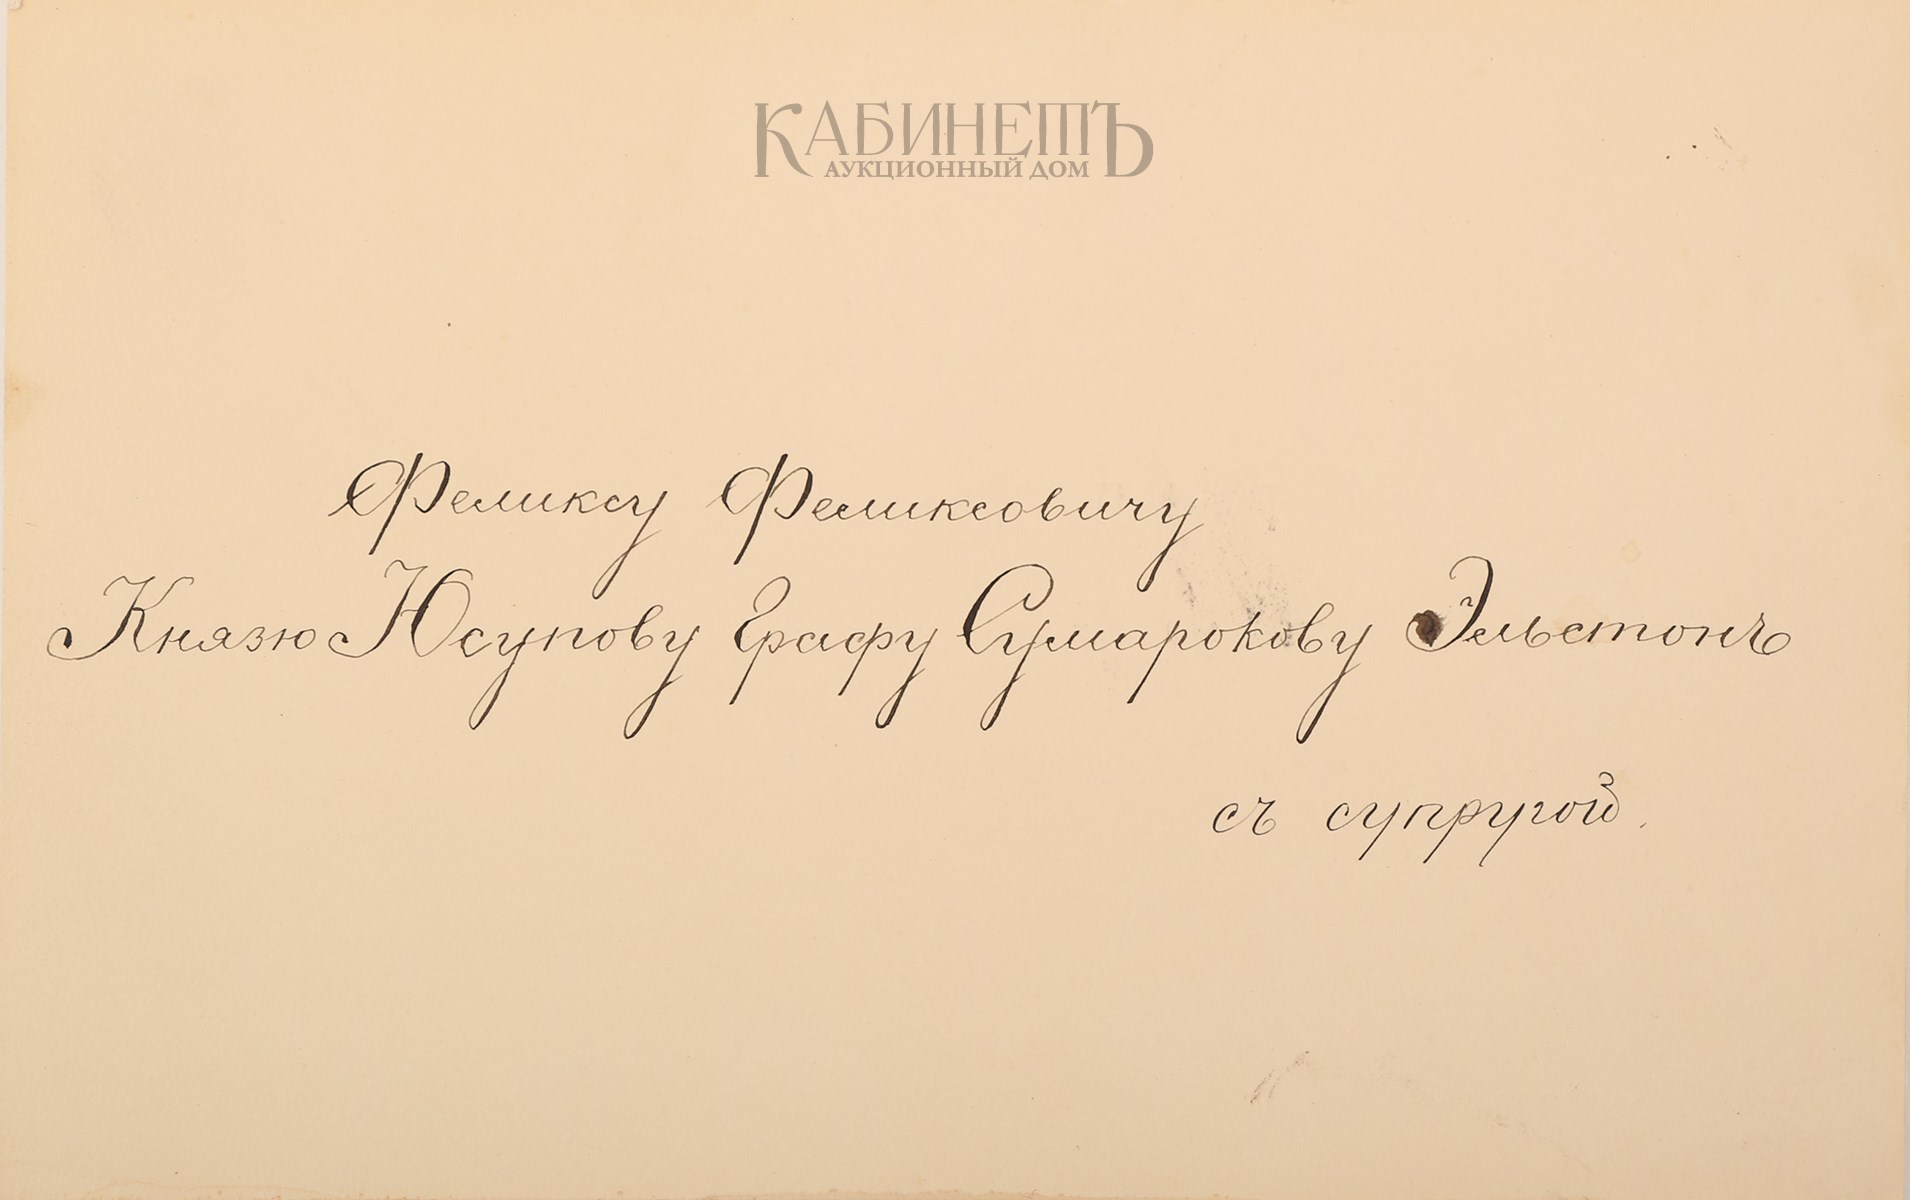 КАБИНЕТЪ
АУКЦИОННЫЙ ДОМ
Феликсу Феликсовичу
Князю Юсупову Графу Сумарокову Эльстонъ
съ супругой.